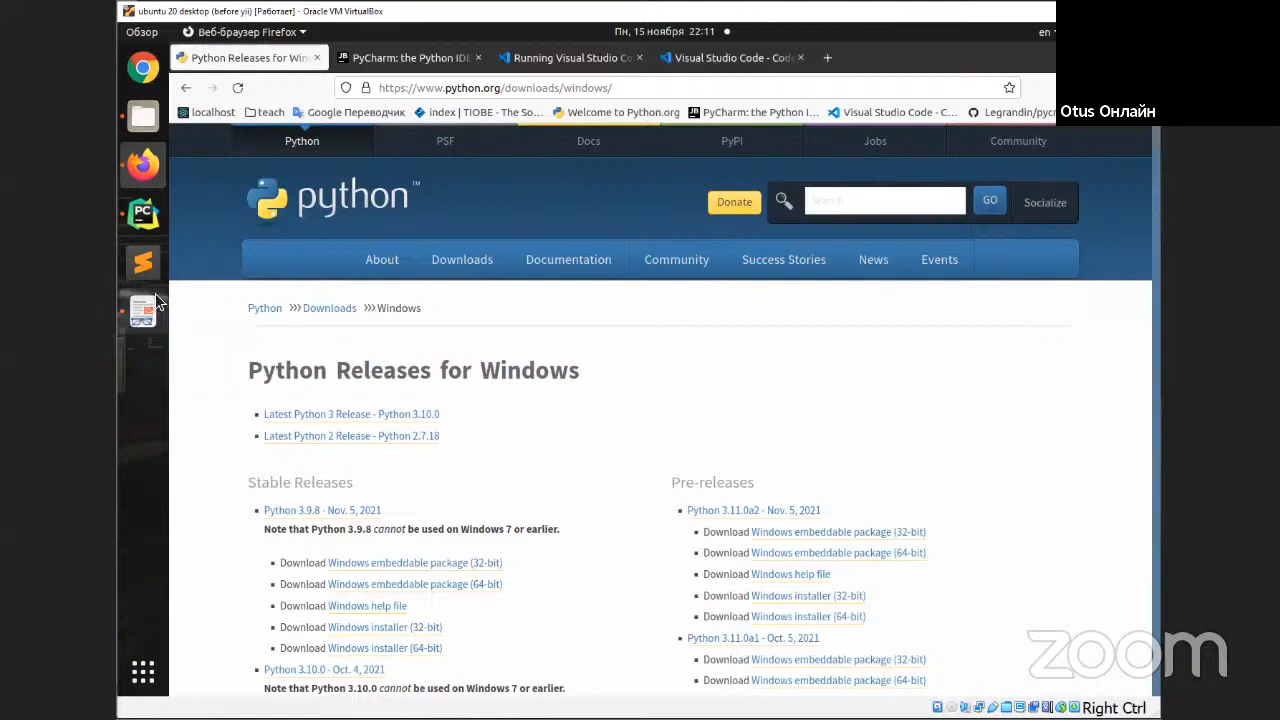 ubuntu 20 desktop (before yii) [Работает] - Oracle VM VirtualBox
Обзор
Веб-браузер Firefox
Пн, 15 ноября 22:11
en
Python Releases for Win
PyCharm: the Python IDE
Running Visual Studio Co
Visual Studio Code - Code
https://www.python.org/downloads/windows/
localhost
teach
Google Переводчик
index | TIOBE - The So...
Welcome to Python.org
PyCharm: the Python I...
Visual Studio Code - C...
Legrandin/pycr
Otus Онлайн
Python
PSF
Docs
PyPI
Jobs
Community
python™
Donate
Search
GO
Socialize
About
Downloads
Documentation
Community
Success Stories
News
Events
Python >>> Downloads >>> Windows
Python Releases for Windows
Latest Python 3 Release - Python 3.10.0
Latest Python 2 Release - Python 2.7.18
Stable Releases
Python 3.9.8 - Nov. 5, 2021
Note that Python 3.9.8 cannot be used on Windows 7 or earlier.
Download Windows embeddable package (32-bit)
Download Windows embeddable package (64-bit)
Download Windows help file
Download Windows installer (32-bit)
Download Windows installer (64-bit)
Python 3.10.0 - Oct. 4, 2021
Note that Python 3.10.0 cannot be used on Windows 7 or earlier.
Pre-releases
Python 3.11.0a2 - Nov. 5, 2021
Download Windows embeddable package (32-bit)
Download Windows embeddable package (64-bit)
Download Windows help file
Download Windows installer (32-bit)
Download Windows installer (64-bit)
Python 3.11.0a1 - Oct. 5, 2021
Download Windows embeddable package (32-bit)
Download Windows embeddable package (64-bit)
zoom
Right Ctrl
PC